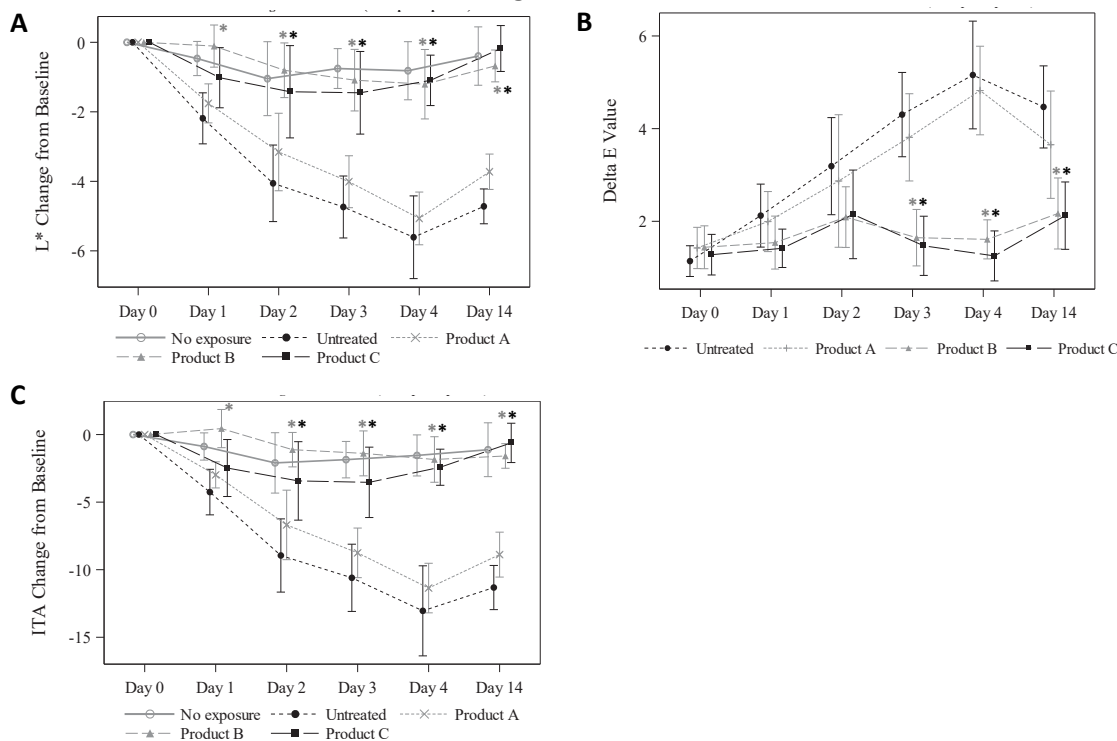 A
0
-2
-4
-6
L* Change from Baseline
* ** ** ** **
Day 0 Day 1 Day 2 Day 3 Day 4 Day 14
No exposure Untreated Product A
Product B Product C
B
6
4
2
Delta E Value
** ** **
Day 0 Day 1 Day 2 Day 3 Day 4 Day 14
Untreated Product A Product B Product C
C
0
-5
-10
-15
ITA Change from Baseline
* ** ** ** **
Day 0 Day 1 Day 2 Day 3 Day 4 Day 14
No exposure Untreated Product A
Product B Product C